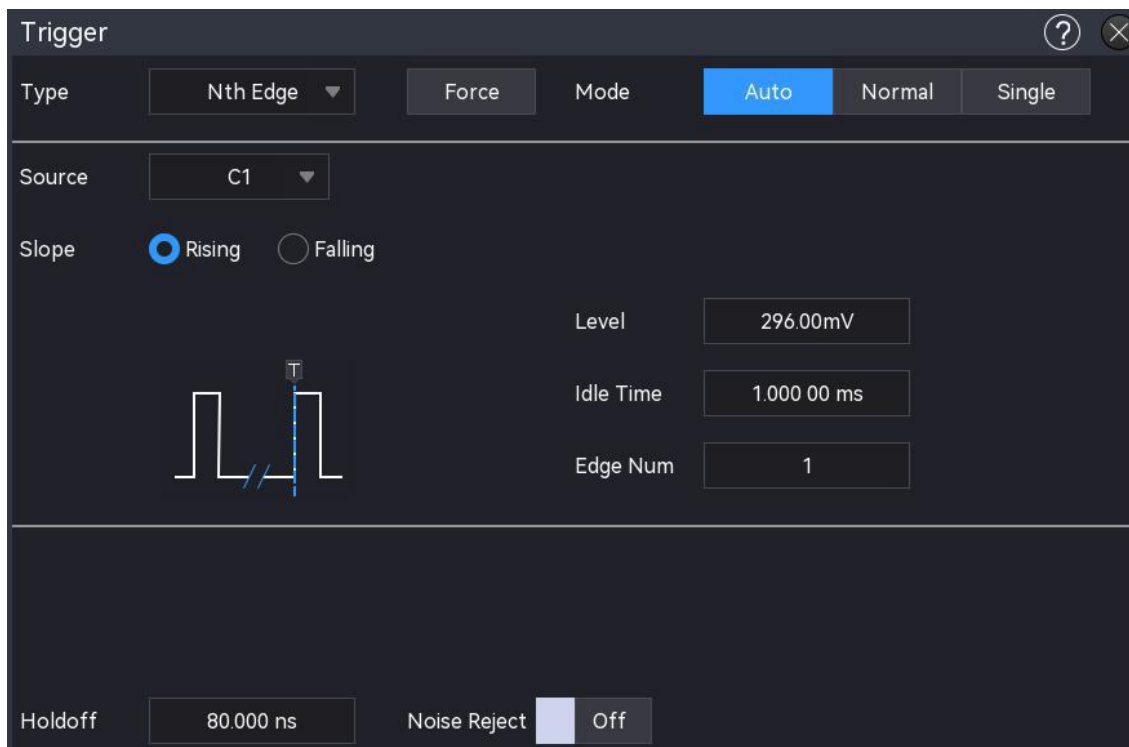 Trigger ?
Type Nth Edge Force Mode Auto Normal Single
Source C1
Slope Rising Falling
Level 296.00mV
T
Idle Time 1.000 00 ms
Edge Num 1
Holdoff 80.000 ns Noise Reject Off